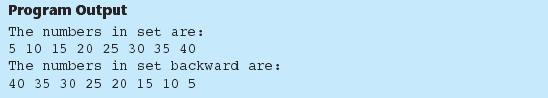 Program Output
The numbers in set are:
5 10 15 20 25 30 35 40
The numbers in set backward are:
40 35 30 25 20 15 10 5